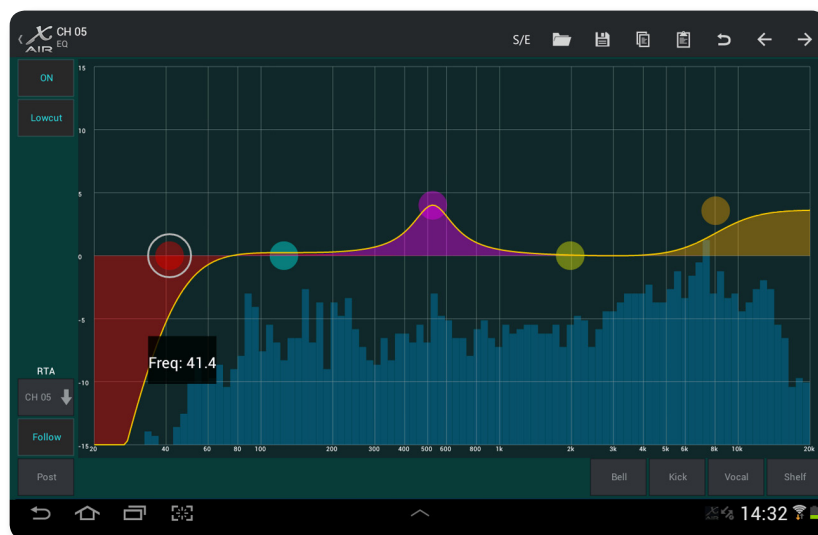 X AIR CH 05
EQ
S/E
ON
Lowcut
15
10
5
0
-5
-10
-15
Freq: 41.4
RTA
CH 05
Follow
Post
20 40 60 80 100 200 300 400 500 600 800 1k 2k 3k 4k 5k 6k 8k 10k 20k
Bell Kick Vocal Shelf
14:32